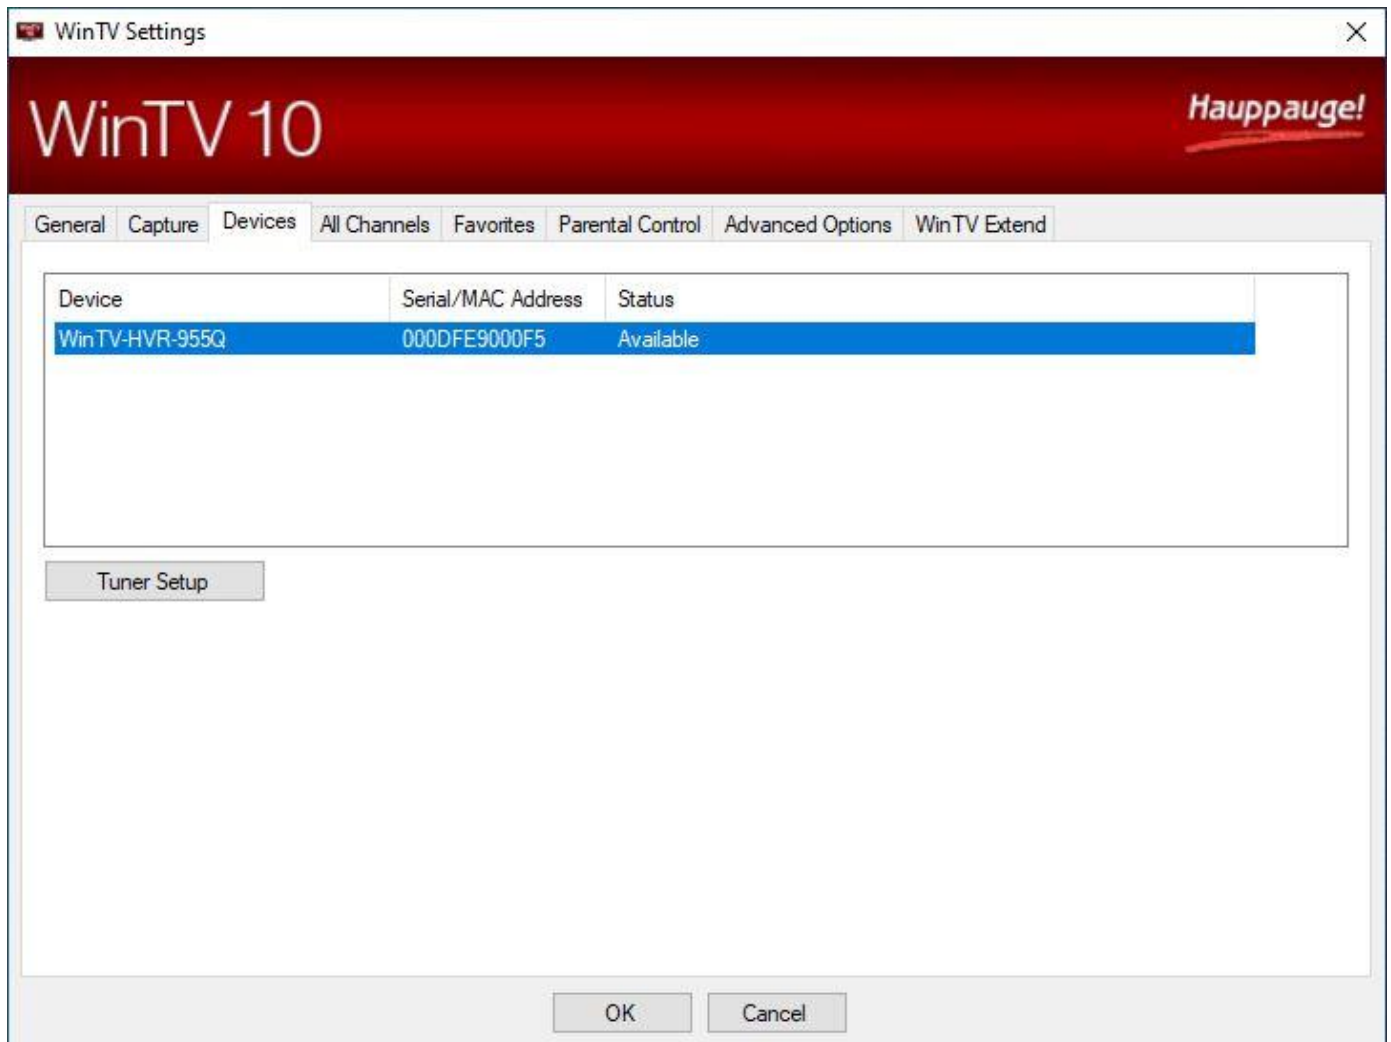 WinTV Settings
WinTV 10
Hauppauge!
General Capture Devices All Channels Favorites Parental Control Advanced Options WinTV Extend
Device Serial/MAC Address Status
WinTV-HVR-955Q 000DFE9000F5 Available
Tuner Setup
OK Cancel